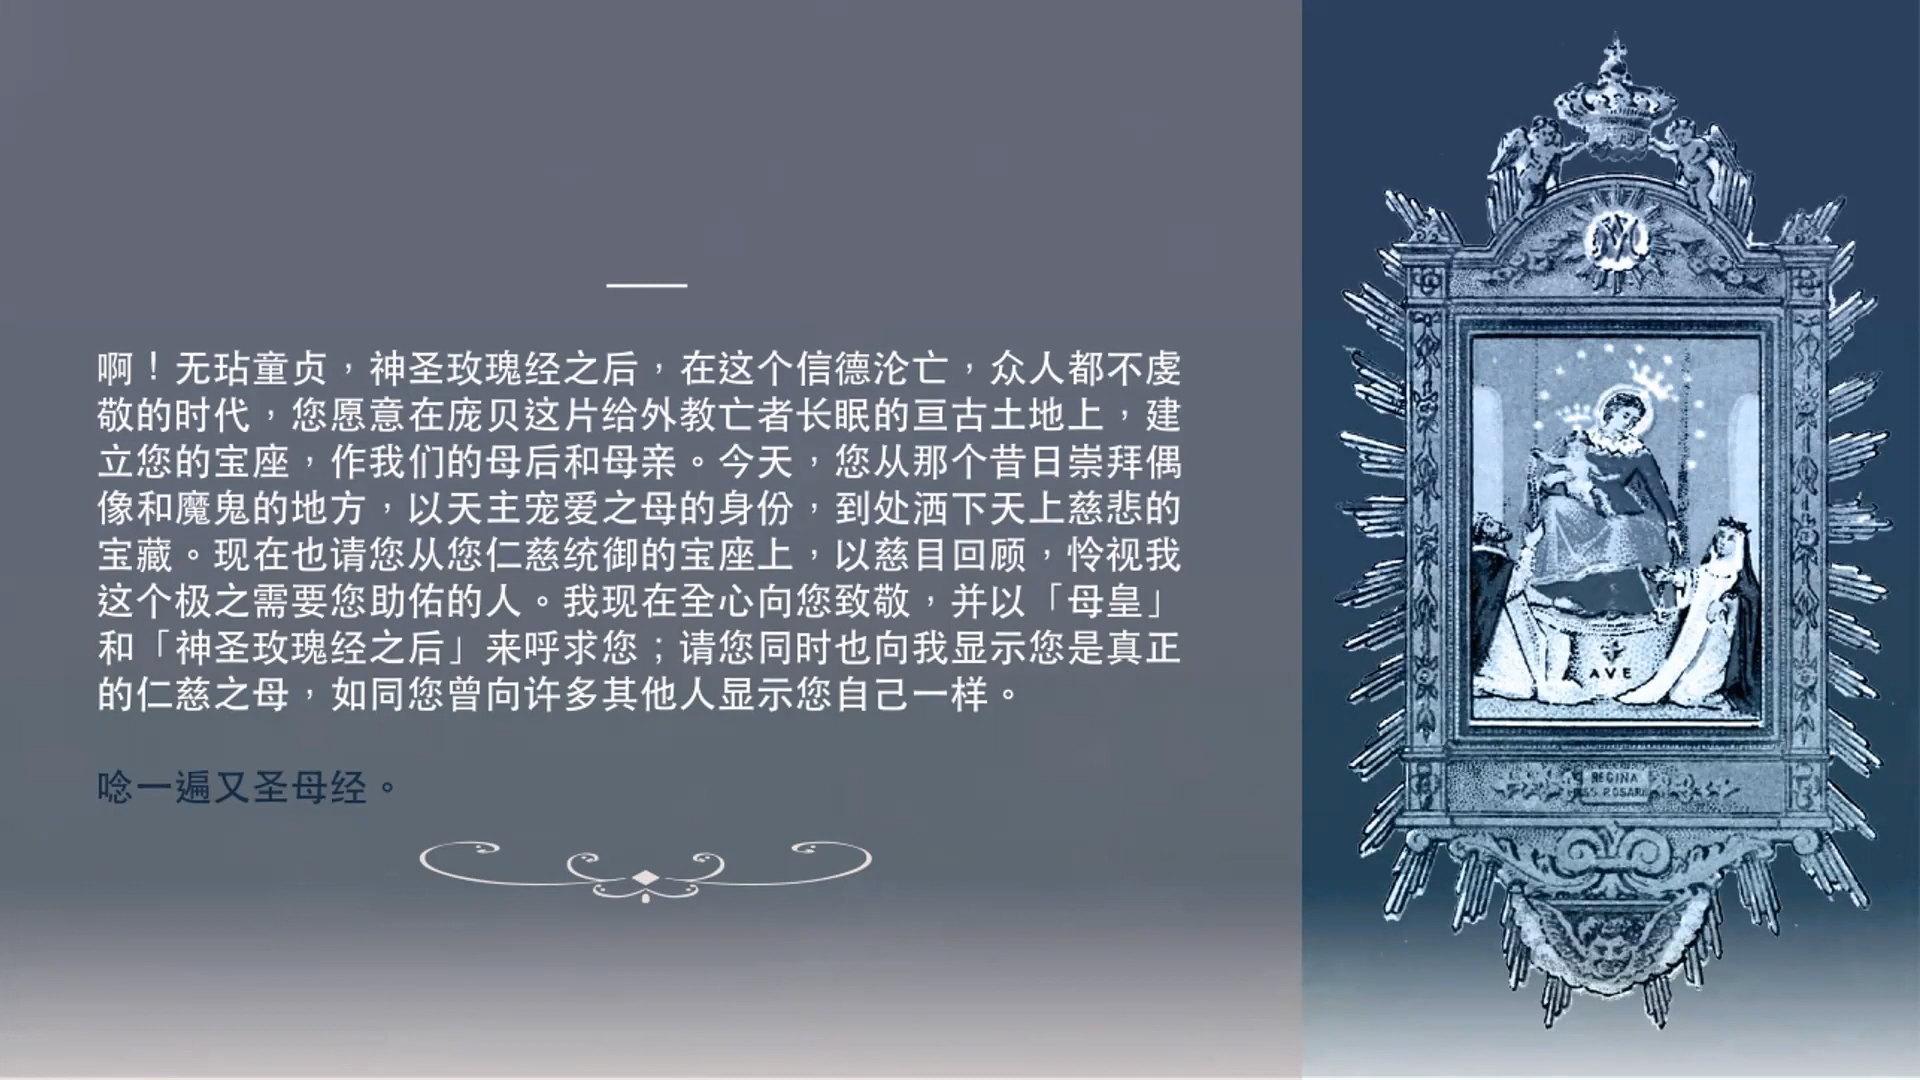 啊！无玷童贞，神圣玫瑰经之后，在这个信德沦亡，众人都不虔
敬的时代，您愿意在庞贝这片给外教亡者长眠的亘古土地上，建
立您的宝座，作我们的母后和母亲。今天，您从那个昔日崇拜偶
像和魔鬼的地方，以天主宠爱之母的身份，到处洒下天上慈悲的
宝藏。现在也请您从您仁慈统御的宝座上，以慈目回顾，怜视我
这个极之需要您助佑的人。我现在全心向您致敬，并以「母皇」
和「神圣玫瑰经之后」来呼求您；请您同时也向我显示您是真正
的仁慈之母，如同您曾向许多其他人显示您自己一样。
唸一遍又圣母经。
AVE
REGINA